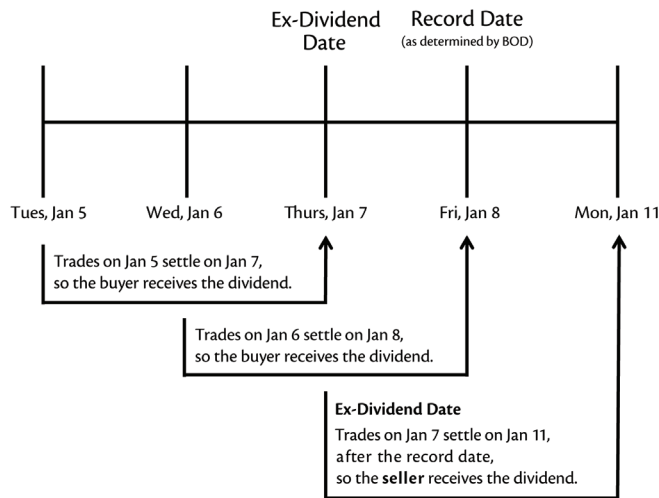 Ex-Dividend
Date
Record Date
(as determined by BOD)
Tues, Jan 5
Wed, Jan 6
Thurs, Jan 7
Fri, Jan 8
Mon, Jan 11
Trades on Jan 5 settle on Jan 7,
so the buyer receives the dividend.
Trades on Jan 6 settle on Jan 8,
so the buyer receives the dividend.
Ex-Dividend Date
Trades on Jan 7 settle on Jan 11,
after the record date,
so the seller receives the dividend.